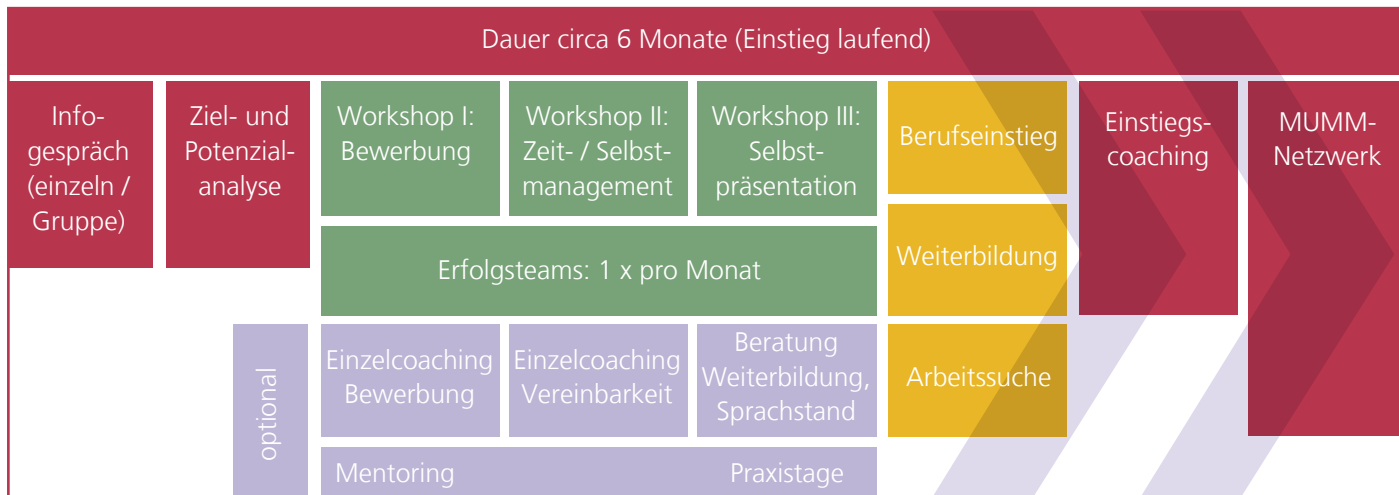 Dauer circa 6 Monate (Einstieg laufend)
Info-
gespräch
(einzeln /
Gruppe)
Ziel- und
Potenzial-
analyse
Workshop I:
Bewerbung
Workshop II:
Zeit- / Selbst-
management
Workshop III:
Selbst-
präsentation
Berufseinstieg
Einstiegs-
coaching
MUMM-
Netzwerk
Weiterbildung
Erfolgsteams: 1 x pro Monat
optional
Einzelcoaching
Bewerbung
Einzelcoaching
Vereinbarkeit
Beratung
Weiterbildung,
Sprachstand
Arbeitssuche
Mentoring
Praxistage